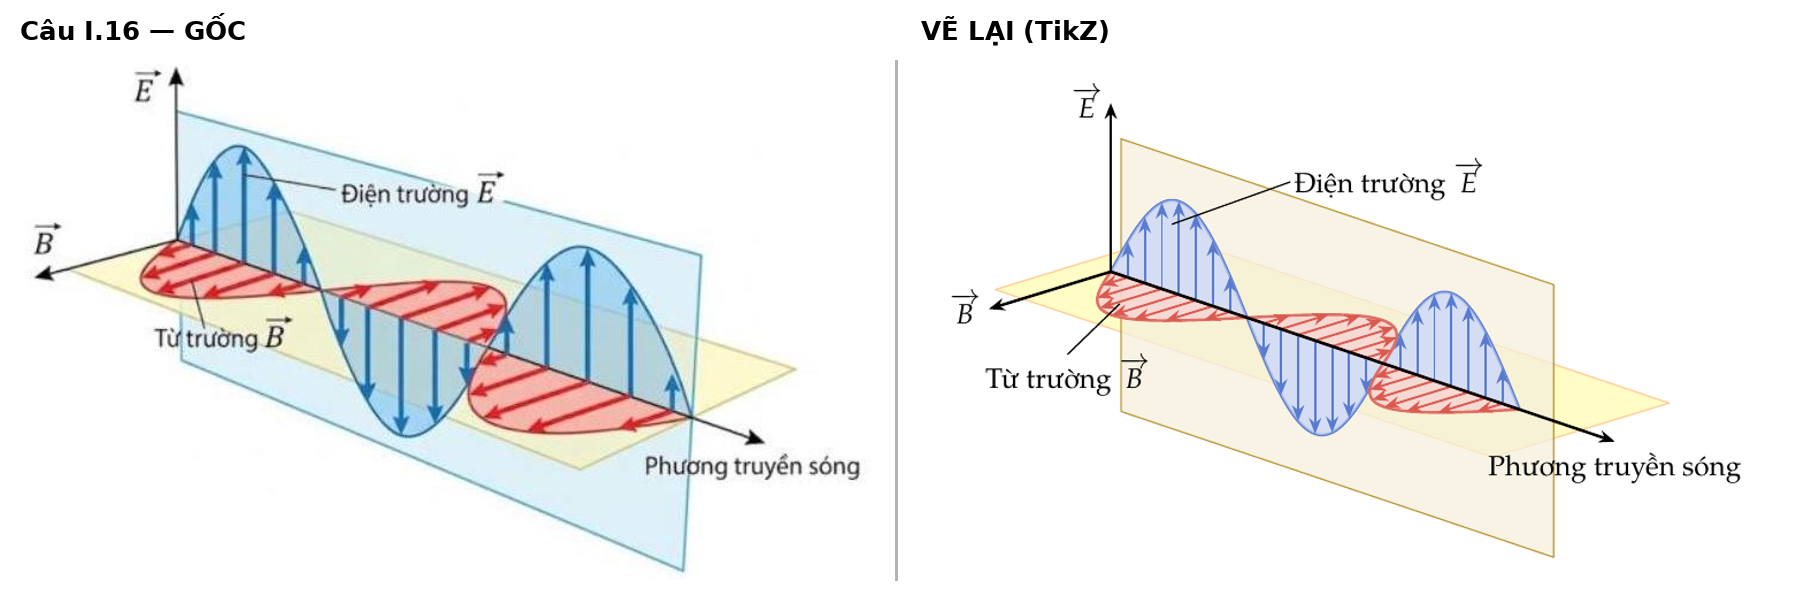 Câu I.16 — GỐC
E
Điện trường E
B
Từ trường B
Phương truyền sóng
VẼ LẠI (TikZ)
E
Điện trường E
B
Từ trường B
Phương truyền sóng